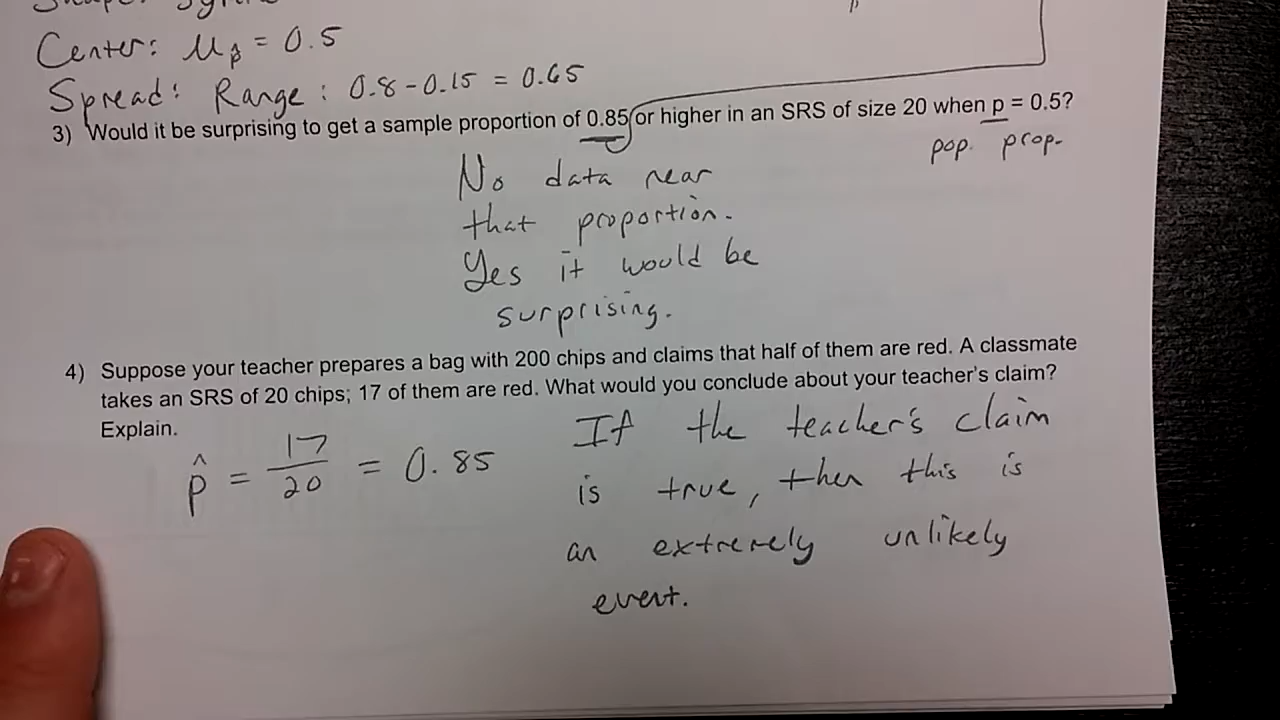 Center: μp̂ = 0.5
Spread: Range: 0.8 - 0.15 = 0.65
3) Would it be surprising to get a sample proportion of 0.85 or higher in an SRS of size 20 when p = 0.5?
pop. prop.
No data near
that proportion.
Yes it would be
surprising.
4) Suppose your teacher prepares a bag with 200 chips and claims that half of them are red. A classmate
takes an SRS of 20 chips; 17 of them are red. What would you conclude about your teacher's claim?
Explain.
p̂ = 17/20 = 0.85
If the teacher's claim
is true, then this is
an extremely unlikely
event.